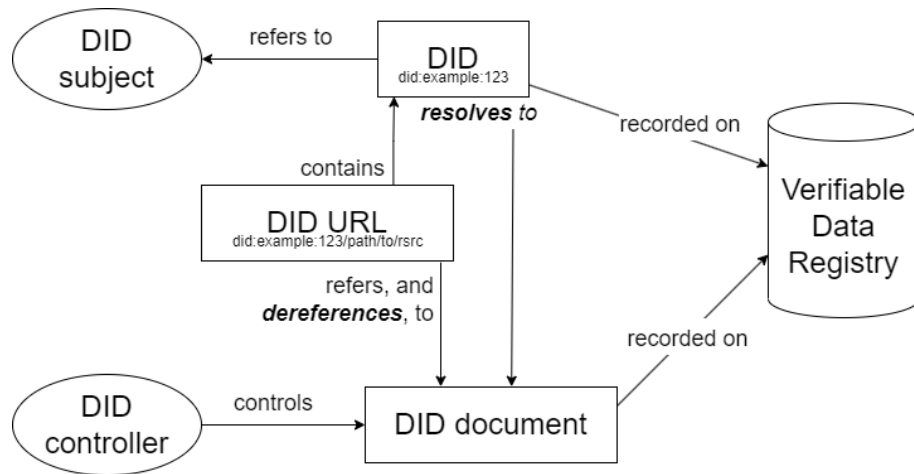 DID
subject
refers to
DID
did:example:123
resolves to
recorded on
contains
DID URL
did:example:123/path/to/rsrc
Verifiable
Data
Registry
refers, and
dereferences, to
recorded on
DID
controller
controls
DID document